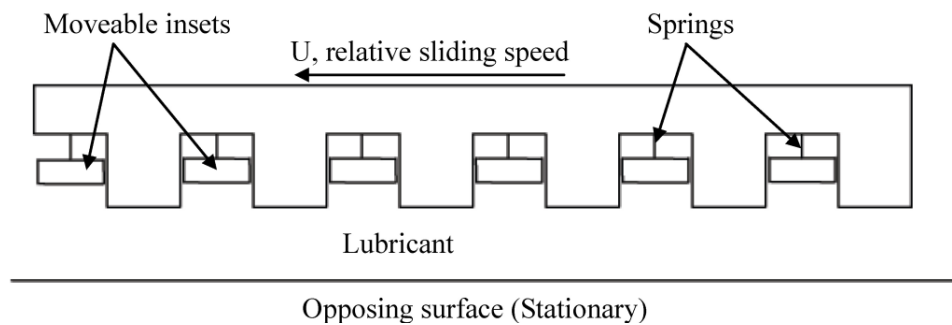 Moveable insets
U, relative sliding speed
Springs
Lubricant
Opposing surface (Stationary)